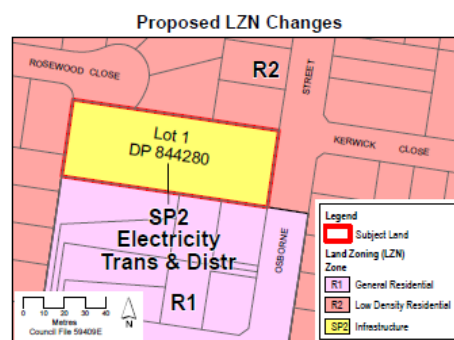 Proposed LZN Changes
ROSEWOOD CLOSE
R2
STREET
Lot 1
DP 844280
KERWICK CLOSE
SP2
Electricity
Trans & Distr
OSBORNE
R1
Legend
Subject Land
Land Zoning (LZN)
Zone
R1 General Residential
R2 Low Density Residential
SP2 Infrastructure
0 10 20 30 40
Metres
Council File 59409E
N